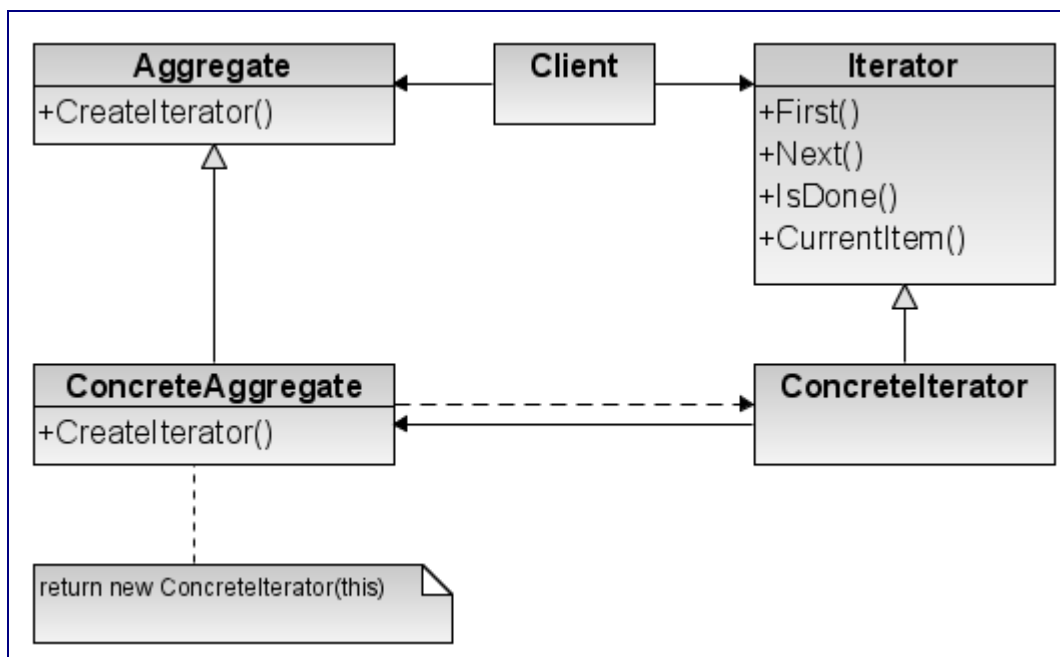 Aggregate
+CreateIterator()
Client
Iterator
+First()
+Next()
+IsDone()
+CurrentItem()
ConcreteAggregate
+CreateIterator()
ConcreteIterator
return new ConcreteIterator(this)